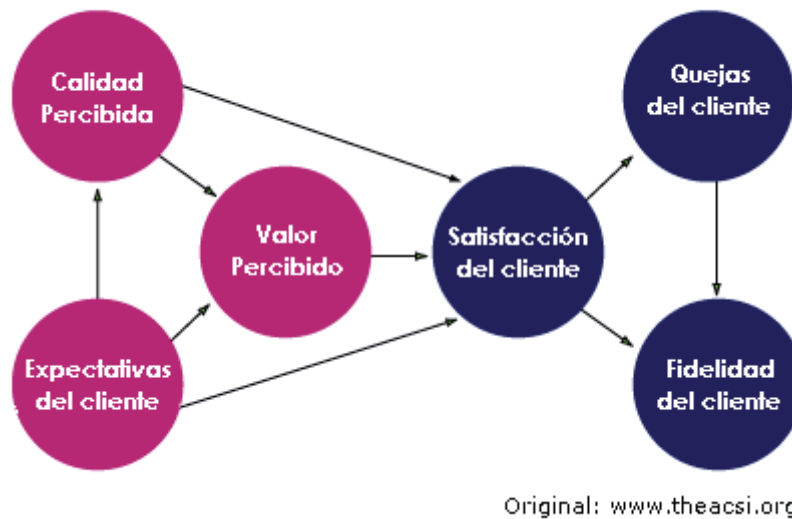 Calidad
Percibida
Quejas
del cliente
Valor
Percibido
Satisfacción
del cliente
Expectativas
del cliente
Fidelidad
del cliente
Original: www.theacsi.org